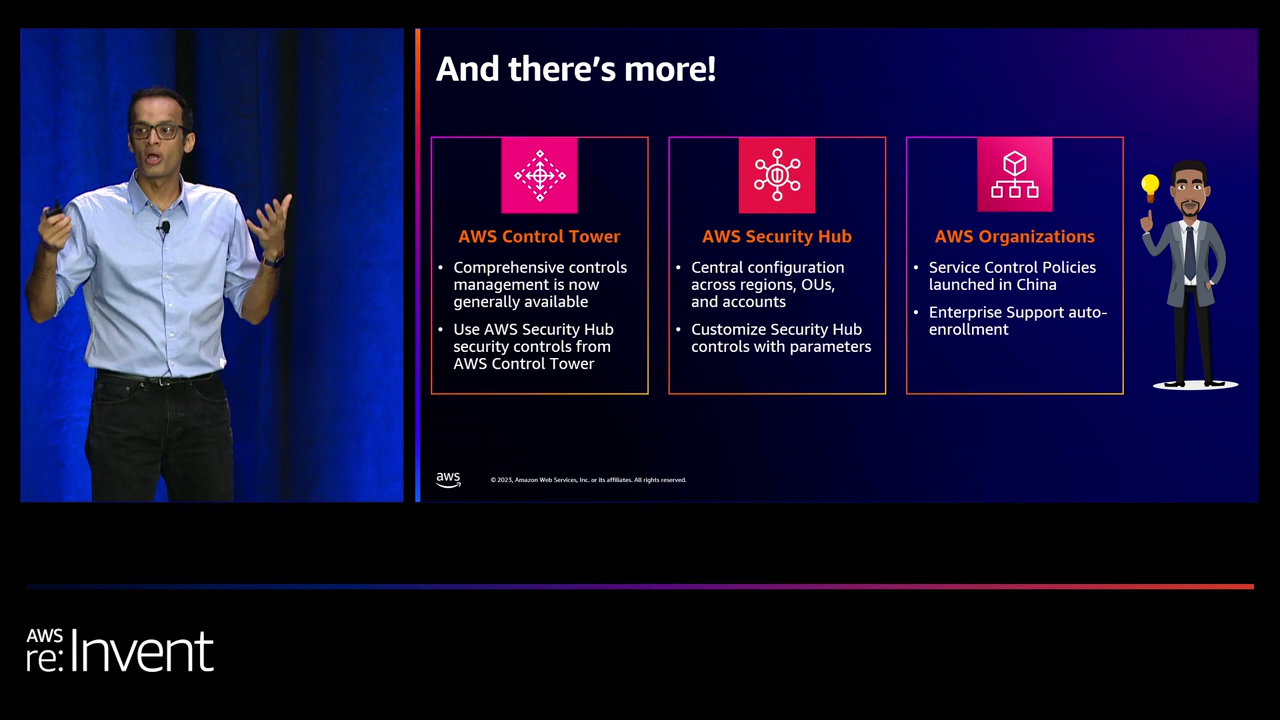 And there's more!
AWS Control Tower
• Comprehensive controls
management is now
generally available
• Use AWS Security Hub
security controls from
AWS Control Tower
AWS Security Hub
• Central configuration
across regions, OUs,
and accounts
• Customize Security Hub
controls with parameters
AWS Organizations
• Service Control Policies
launched in China
• Enterprise Support auto-
enrollment
aws
© 2023, Amazon Web Services, Inc. or its affiliates. All rights reserved.
AWS
re:Invent